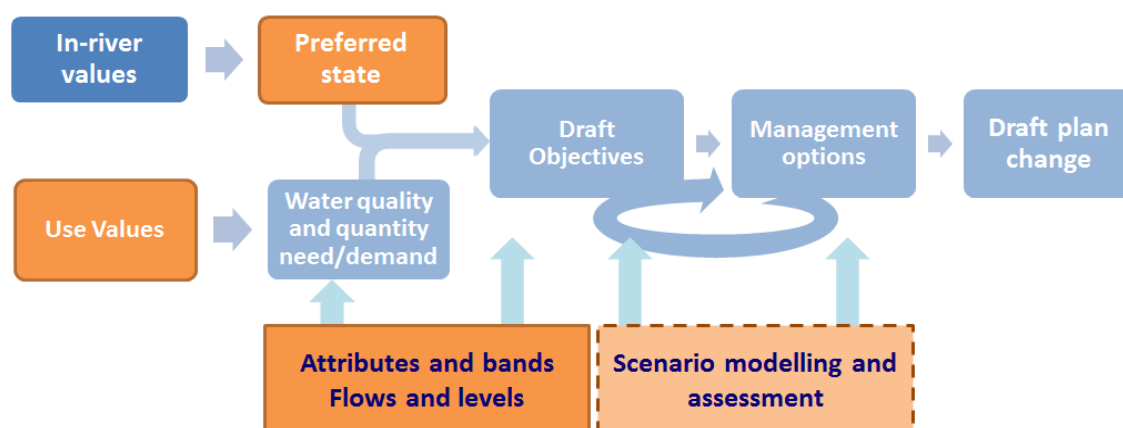 In-river
values
Preferred
state
Draft
Objectives
Management
options
Draft plan
change
Use Values
Water quality
and quantity
need/demand
Attributes and bands
Flows and levels
Scenario modelling and
assessment